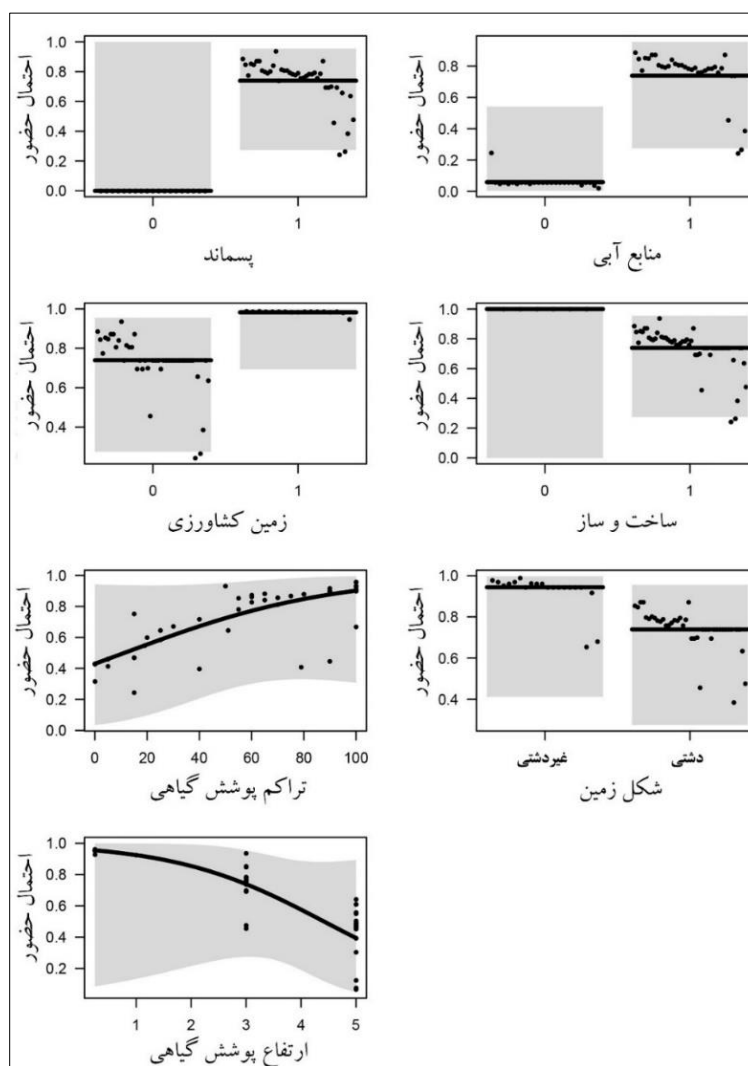 احتمال حضور
1.0
0.8
0.6
0.4
0.2
0.0
0 1
پسماند
احتمال حضور
0.8
0.6
0.4
0.2
0.0
0 1
منابع آبی
احتمال حضور
1.0
0.8
0.6
0.4
0 1
زمین کشاورزی
احتمال حضور
1.0
0.8
0.6
0.4
0.2
0.0
0 1
ساخت و ساز
احتمال حضور
1.0
0.8
0.6
0.4
0.2
0.0
0 20 40 60 80 100
تراکم پوشش گیاهی
احتمال حضور
1.0
0.8
0.6
0.4
غیردشتی دشتی
شکل زمین
احتمال حضور
1.0
0.8
0.6
0.4
0.2
1 2 3 4 5
ارتفاع پوشش گیاهی